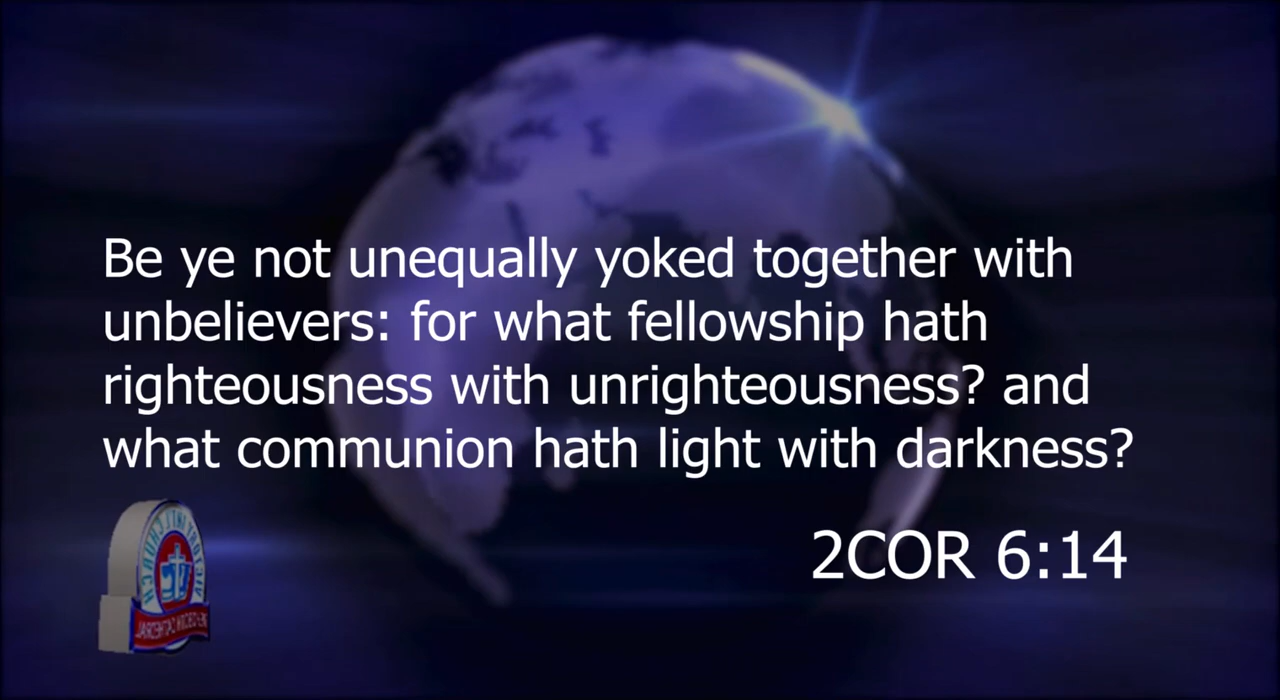 Be ye not unequally yoked together with
unbelievers: for what fellowship hath
righteousness with unrighteousness? and
what communion hath light with darkness?
2COR 6:14